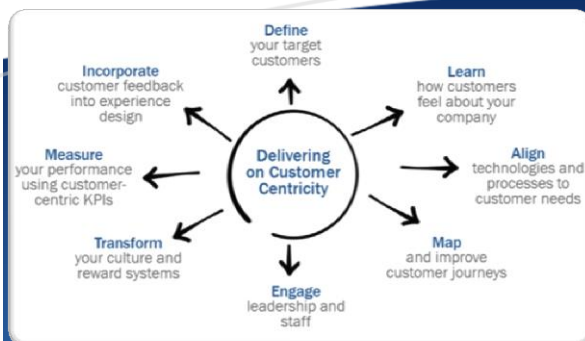 Define
your target
customers
Learn
how customers
feel about your
company
Align
technologies and
processes to
customer needs
Map
and improve
customer journeys
Engage
leadership and
staff
Transform
your culture and
reward systems
Measure
your performance
using customer-
centric KPIs
Incorporate
customer feedback
into experience
design
Delivering
on Customer
Centricity